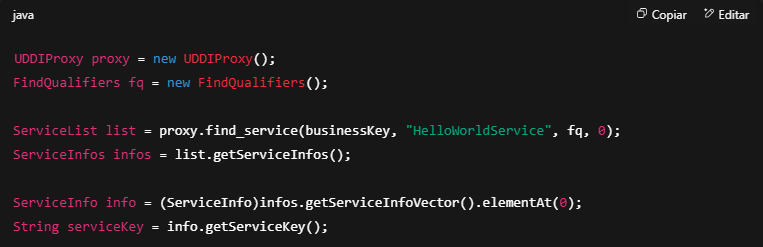 java
Copiar
Editar
UDDIProxy proxy = new UDDIProxy();
FindQualifiers fq = new FindQualifiers();
ServiceList list = proxy.find_service(businessKey, "HelloWorldService", fq, 0);
ServiceInfos infos = list.getServiceInfos();
ServiceInfo info = (ServiceInfo)infos.getServiceInfoVector().elementAt(0);
String serviceKey = info.getServiceKey();